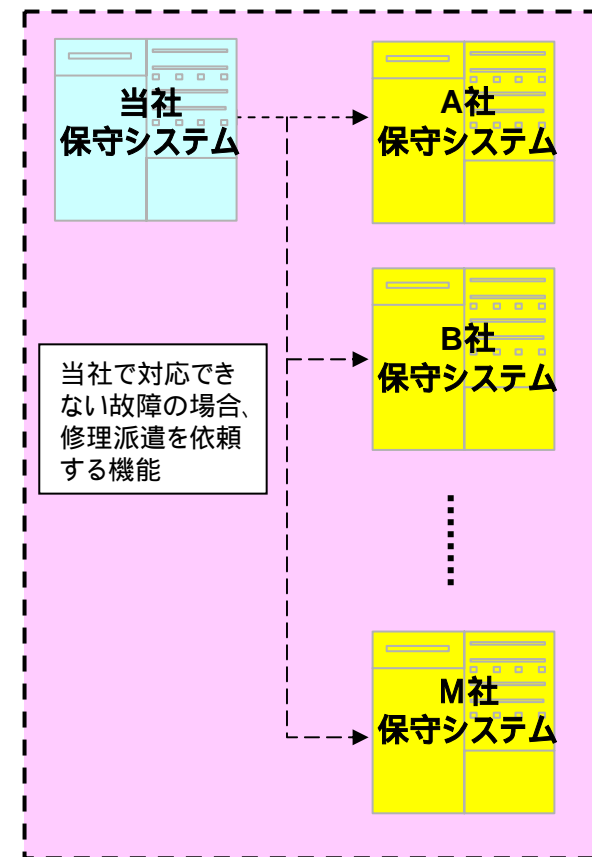 当社
保守システム
A社
保守システム
B社
保守システム
当社で対応でき
ない故障の場合、
修理派遣を依頼
する機能
M社
保守システム